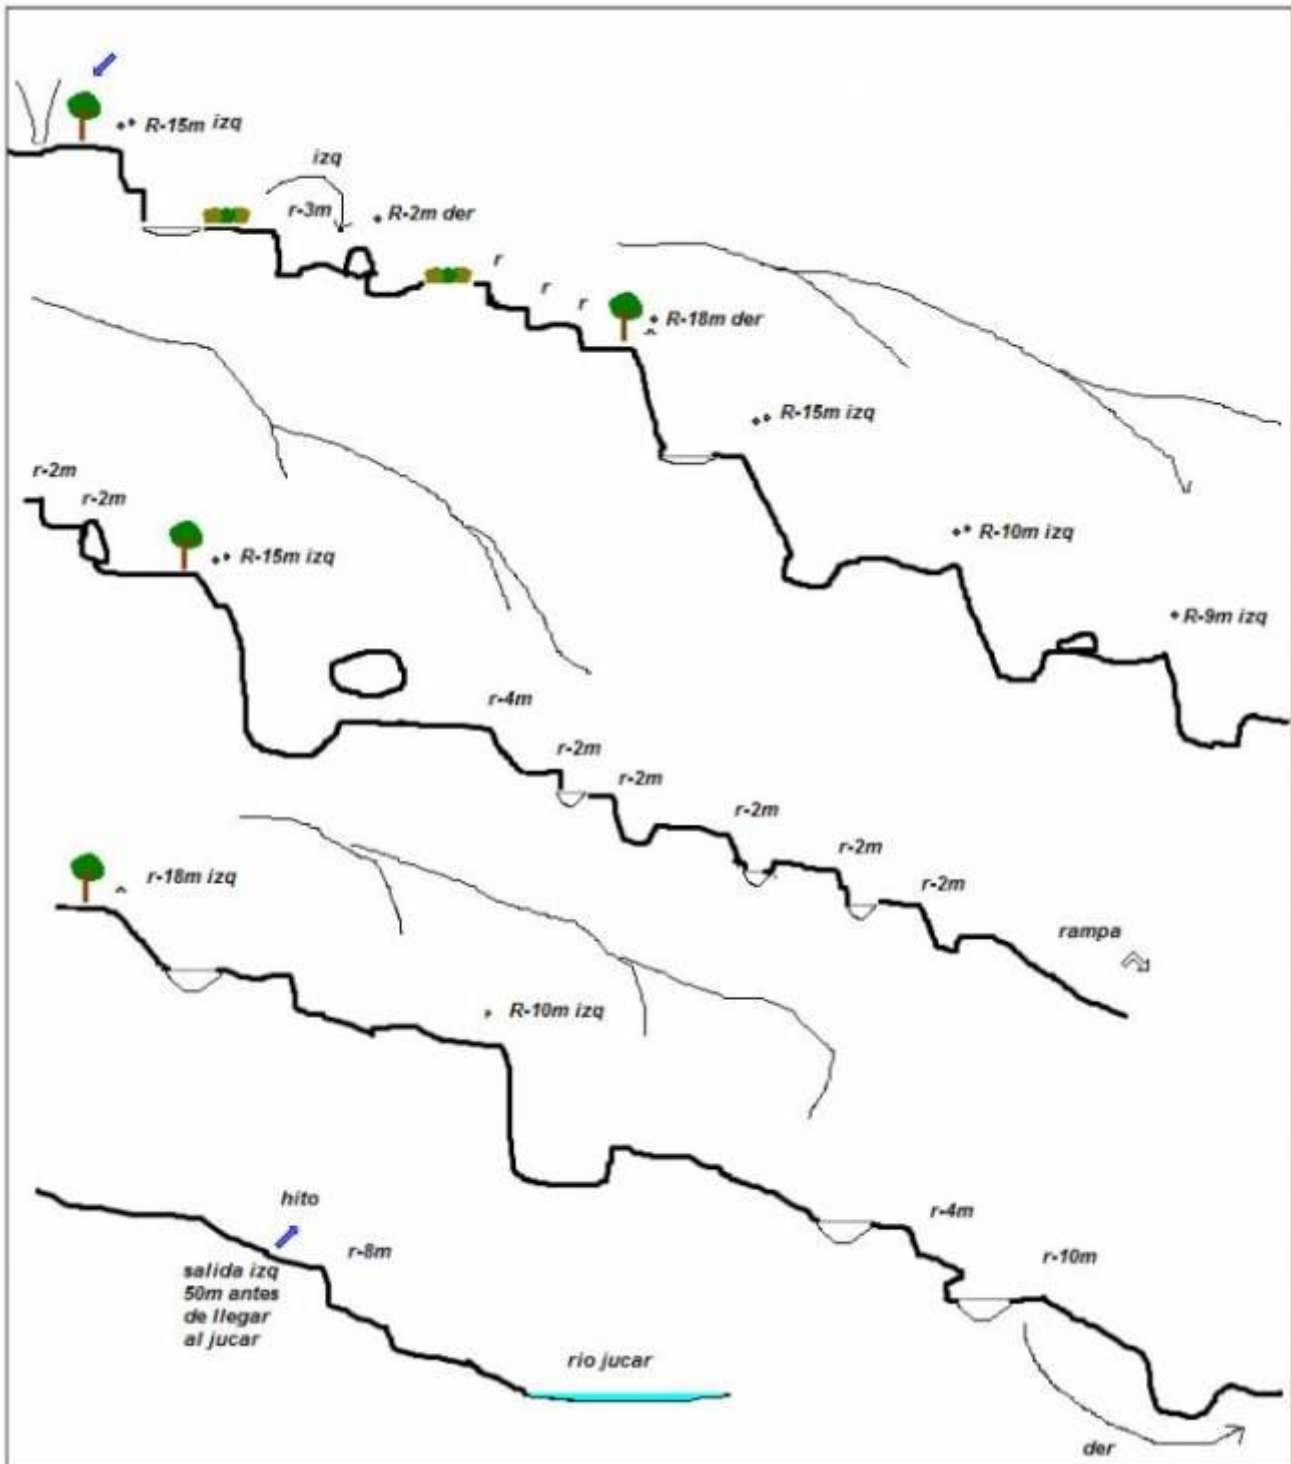 R-15m izq
izq
r-3m
R-2m der
r
r
r
R-18m der
R-15m izq
R-10m izq
R-9m izq
r-2m
r-2m
R-15m izq
r-4m
r-2m
r-2m
r-2m
r-2m
r-2m
rampa
r-18m izq
R-10m izq
r-4m
r-10m
der
hito
r-8m
salida izq
50m antes
de llegar
al jucar
rio jucar